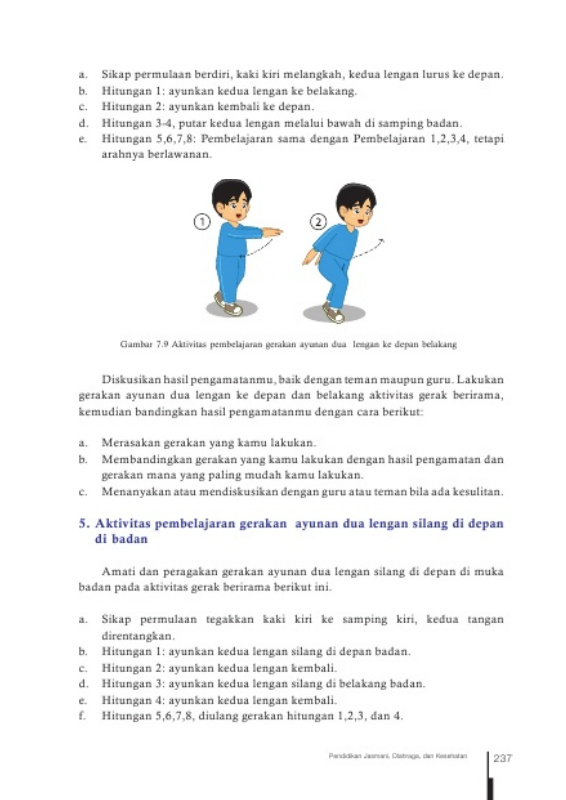 a. Sikap permulaan berdiri, kaki kiri melangkah, kedua lengan lurus ke depan.
b. Hitungan 1: ayunkan kedua lengan ke belakang.
c. Hitungan 2: ayunkan kembali ke depan.
d. Hitungan 3-4, putar kedua lengan melalui bawah di samping badan.
e. Hitungan 5,6,7,8: Pembelajaran sama dengan Pembelajaran 1,2,3,4, tetapi
arahnya berlawanan.
1
2
Gambar 7.9 Aktivitas pembelajaran gerakan ayunan dua lengan ke depan belakang
Diskusikan hasil pengamatanmu, baik dengan teman maupun guru. Lakukan
gerakan ayunan dua lengan ke depan dan belakang aktivitas gerak berirama,
kemudian bandingkan hasil pengamatanmu dengan cara berikut:
a. Merasakan gerakan yang kamu lakukan.
b. Membandingkan gerakan yang kamu lakukan dengan hasil pengamatan dan
gerakan mana yang paling mudah kamu lakukan.
c. Menanyakan atau mendiskusikan dengan guru atau teman bila ada kesulitan.
5. Aktivitas pembelajaran gerakan ayunan dua lengan silang di depan
di badan
Amati dan peragakan gerakan ayunan dua lengan silang di depan di muka
badan pada aktivitas gerak berirama berikut ini.
a. Sikap permulaan tegakkan kaki kiri ke samping kiri, kedua tangan
direntangkan.
b. Hitungan 1: ayunkan kedua lengan silang di depan badan.
c. Hitungan 2: ayunkan kedua lengan kembali.
d. Hitungan 3: ayunkan kedua lengan silang di belakang badan.
e. Hitungan 4: ayunkan kedua lengan kembali.
f. Hitungan 5,6,7,8, diulang gerakan hitungan 1,2,3, dan 4.
Pendidikan Jasmani, Olahraga, dan Kesehatan 237